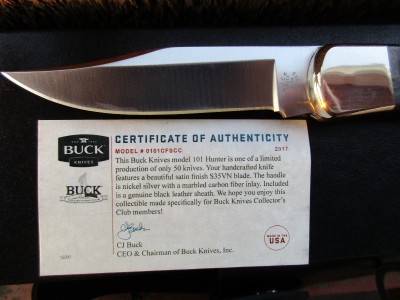 BUCK
KNIVES
BUCK
CERTIFICATE OF AUTHENTICITY
MODEL # 0101CFSCC 2017
This Buck Knives model 101 Hunter is one of a limited
production of only 50 knives. Your handcrafted knife
features a beautiful satin finish S35VN blade. The handle
is nickel silver with a marbled carbon fiber inlay. Included
is a genuine black leather sheath. We hope you enjoy this
collectible made specifically for Buck Knives Collector's
Club members!
CJ Buck
CEO & Chairman of Buck Knives, Inc.
MADE IN THE
USA